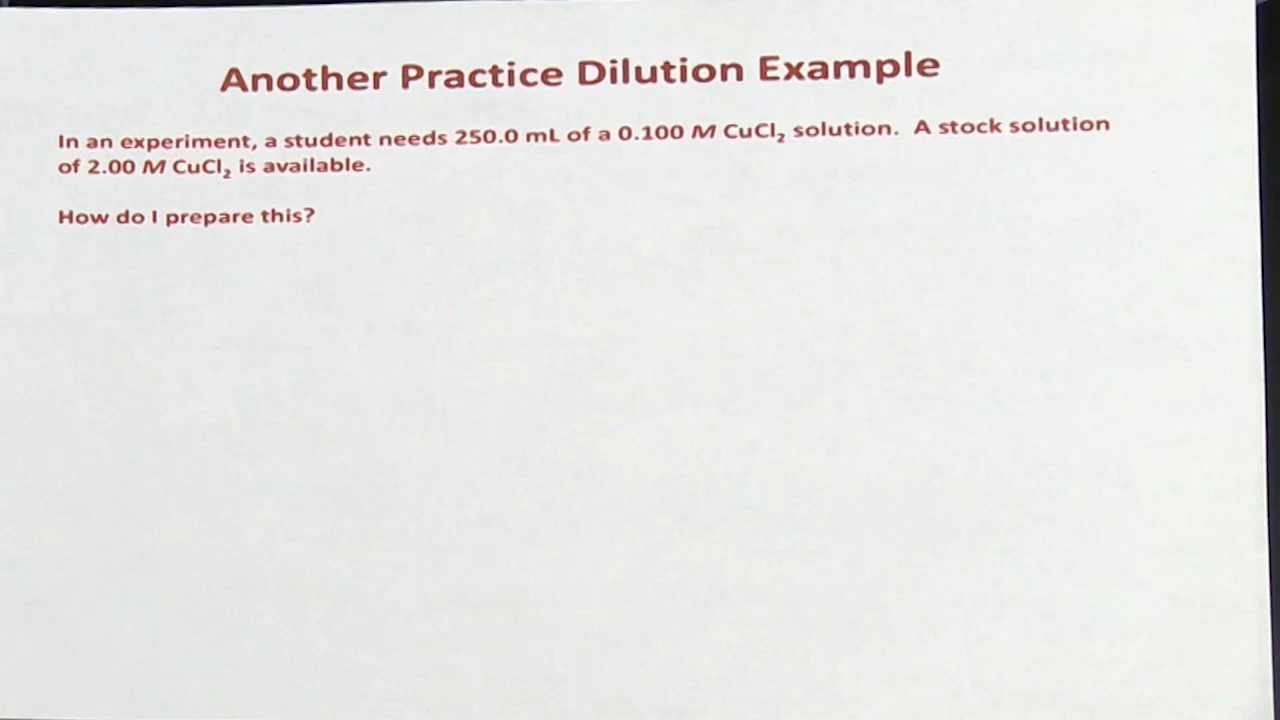 Another Practice Dilution Example
In an experiment, a student needs 250.0 mL of a 0.100 M CuCl₂ solution. A stock solution
of 2.00 M CuCl₂ is available.
How do I prepare this?